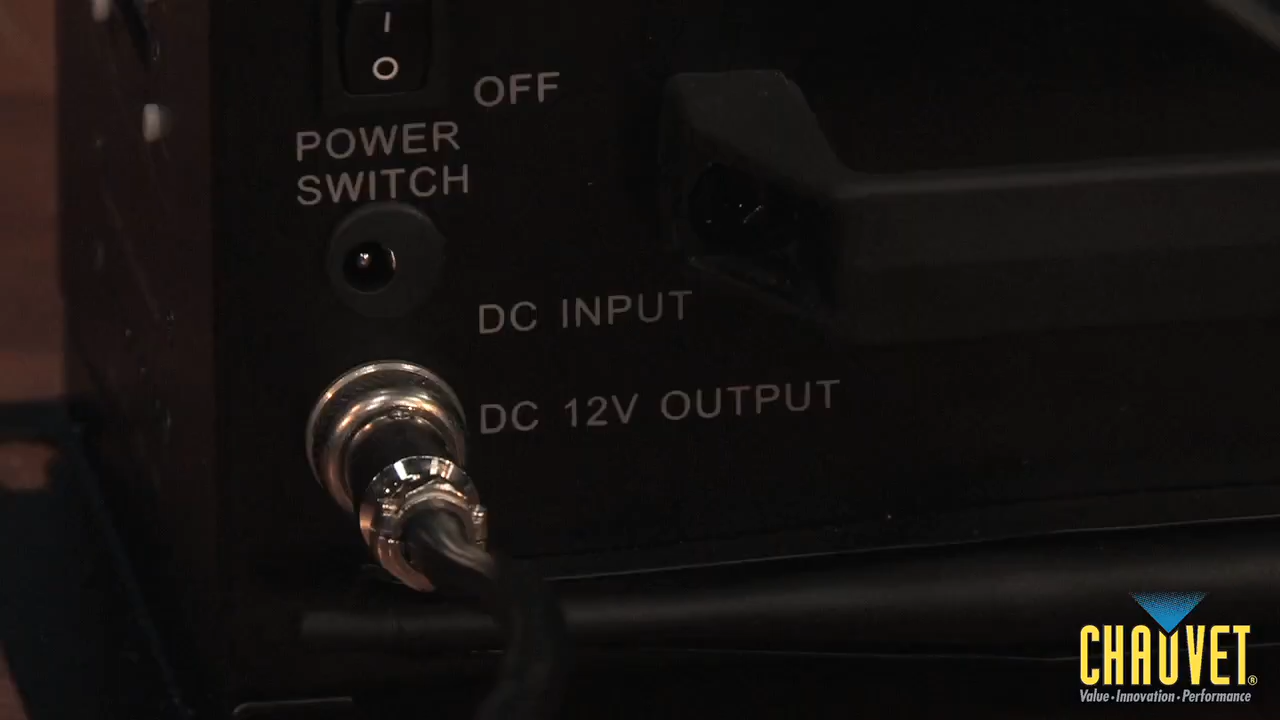 I
O
OFF
POWER
SWITCH
DC INPUT
DC 12V OUTPUT
CHAUVET®
Value·Innovation·Performance